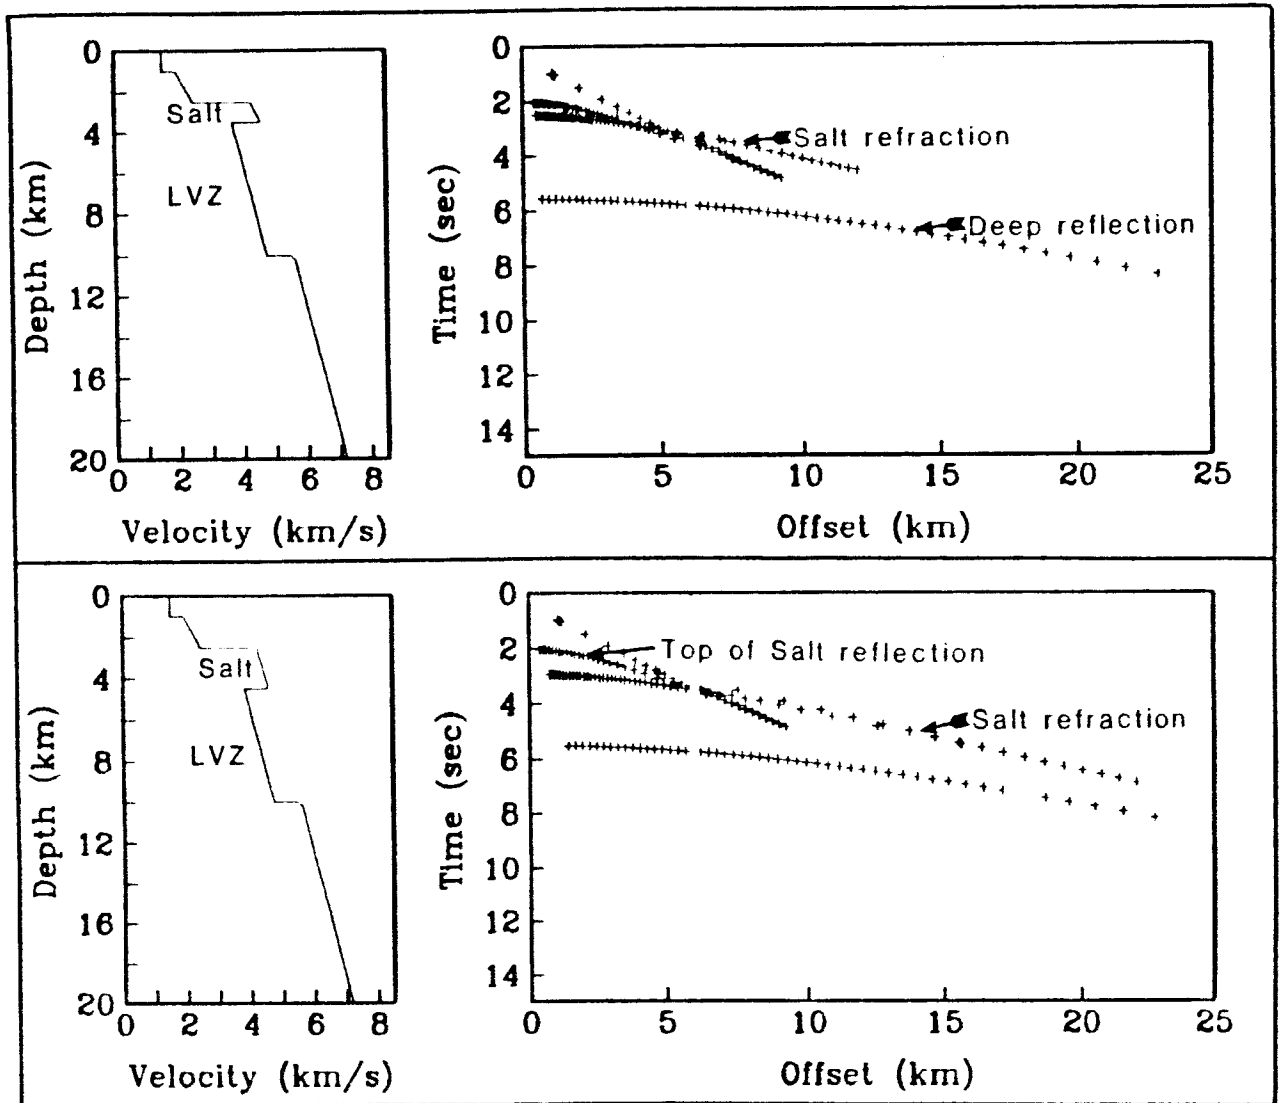 0
4
8
12
16
20
Depth (km)
Salt
LVZ
0 2 4 6 8
Velocity (km/s)
0
2
4
6
8
10
12
14
Time (sec)
Salt refraction
Deep reflection
0 5 10 15 20 25
Offset (km)
0
4
8
12
16
20
Depth (km)
Salt
LVZ
0 2 4 6 8
Velocity (km/s)
0
2
4
6
8
10
12
14
Time (sec)
Top of Salt reflection
Salt refraction
0 5 10 15 20 25
Offset (km)